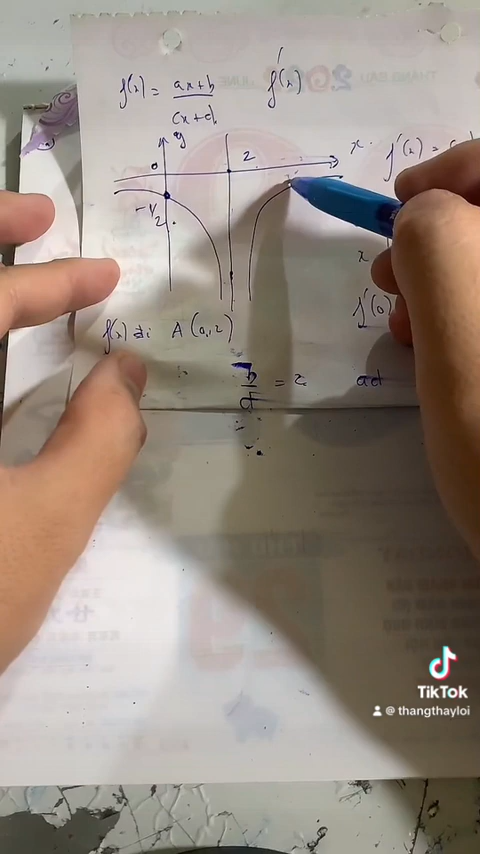 f(x) = ax+b / cx+d
f'(x)
y
0
2
x
f'(x) =
-1/2
x
f'(0)
f(x) đi A(0,2)
b/d = 2
ad
TikTok
@thangthayloi